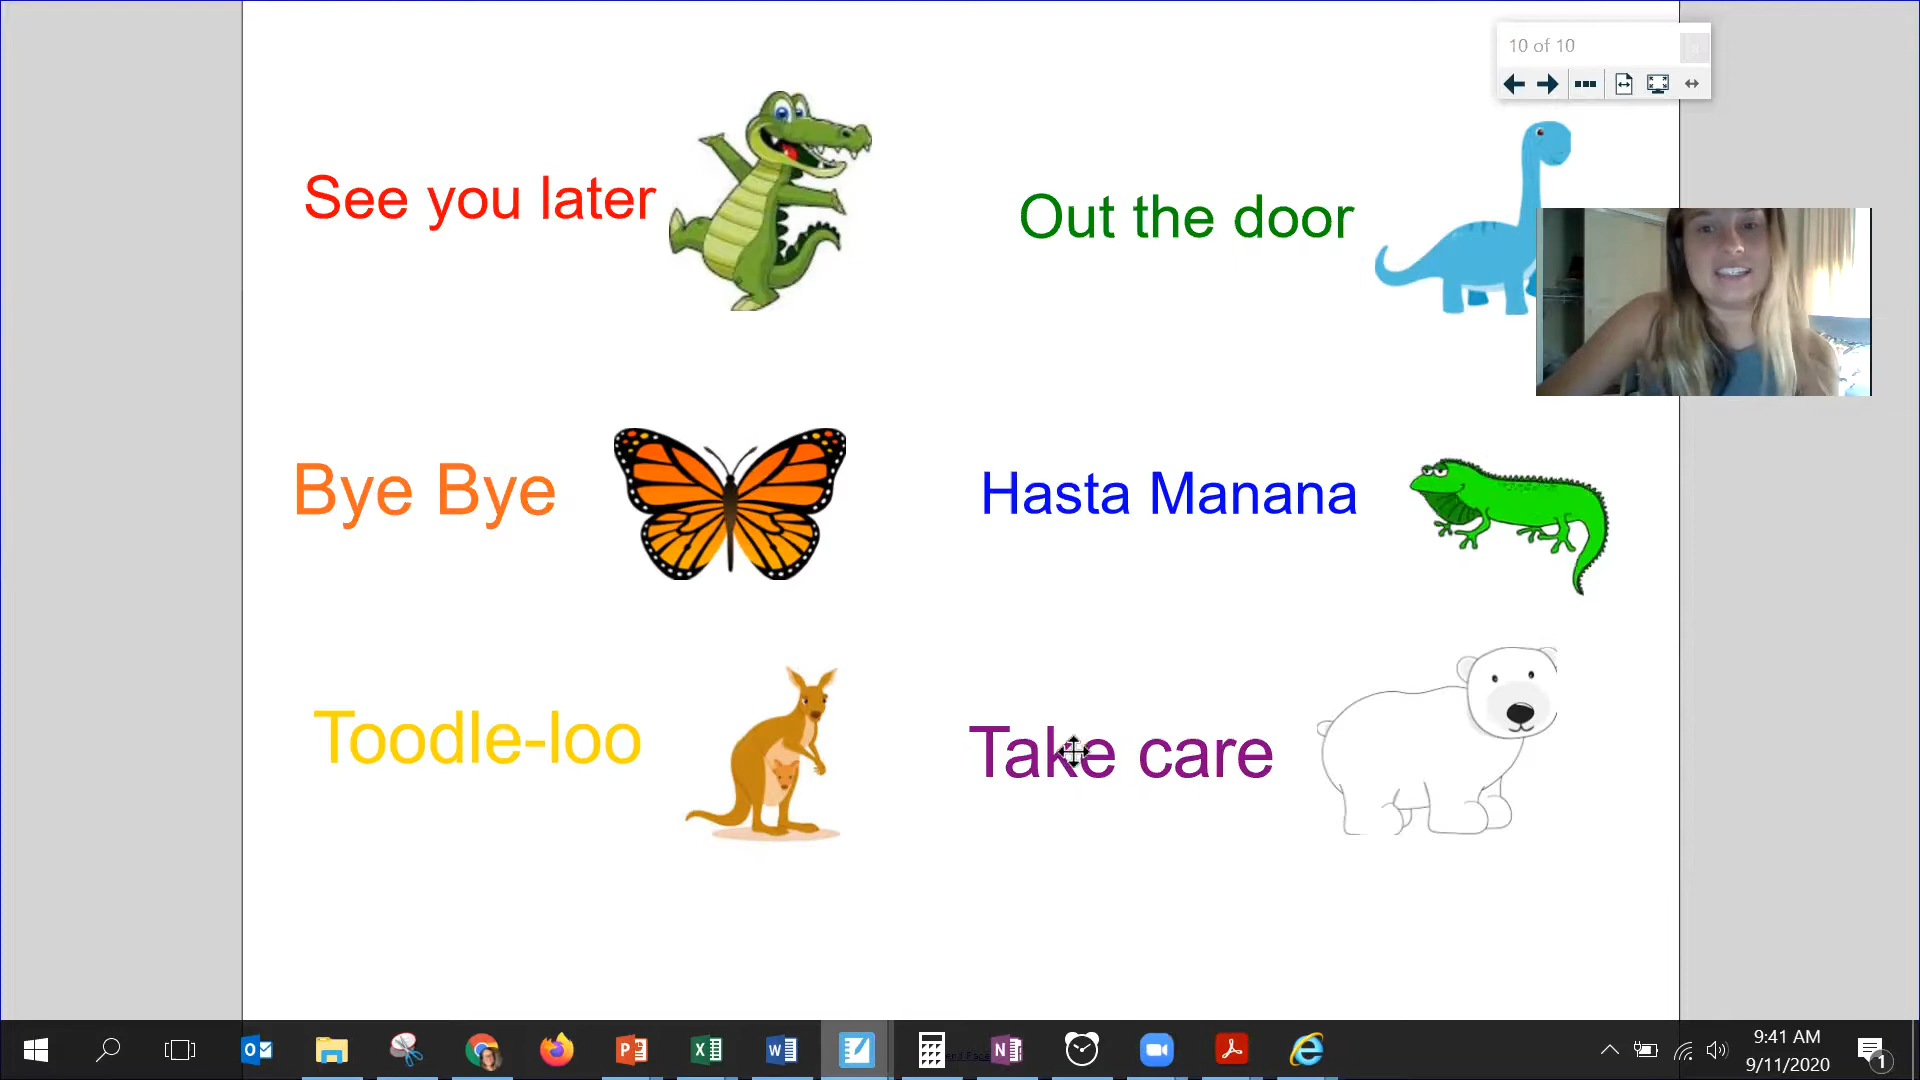 10 of 10
See you later
Out the door
Bye Bye
Hasta Manana
Toodle-loo
Take care
9:41 AM
9/11/2020
1